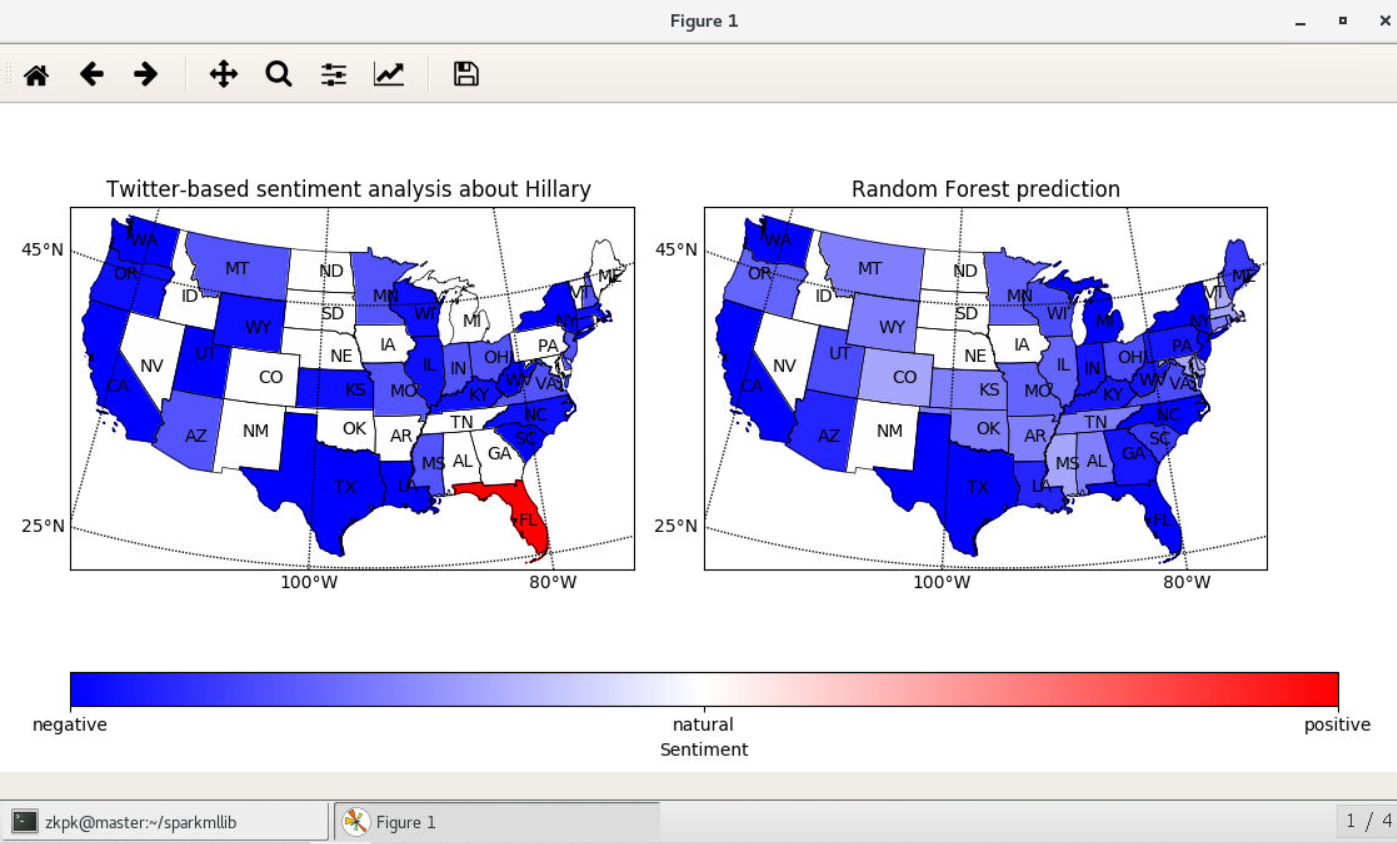 Figure 1
Twitter-based sentiment analysis about Hillary
45°N
25°N
100°W
80°W
WA
OR
CA
ID
NV
UT
AZ
MT
WY
CO
NM
ND
SD
NE
KS
OK
TX
MN
IA
MO
AR
LA
WI
IL
MI
IN
OH
KY
TN
MS
AL
GA
FL
SC
NC
VA
WV
PA
NY
VT
ME
Random Forest prediction
45°N
25°N
100°W
80°W
WA
OR
CA
ID
NV
UT
AZ
MT
WY
CO
NM
ND
SD
NE
KS
OK
TX
MN
IA
MO
AR
LA
WI
IL
MI
IN
OH
KY
TN
MS
AL
GA
FL
SC
NC
VA
WV
PA
NY
VT
ME
negative
natural
positive
Sentiment
zkpk@master:~/sparkmllib
Figure 1
1 / 4